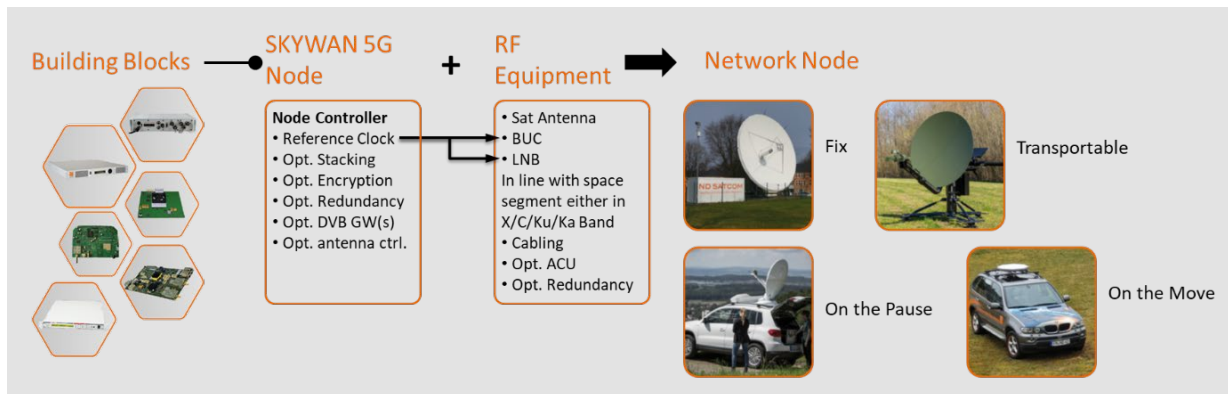 Building Blocks
SKYWAN 5G
Node
+
RF
Equipment
Network Node
Node Controller
• Reference Clock
• Opt. Stacking
• Opt. Encryption
• Opt. Redundancy
• Opt. DVB GW(s)
• Opt. antenna ctrl.
• Sat Antenna
• BUC
• LNB
In line with space
segment either in
X/C/Ku/Ka Band
• Cabling
• Opt. ACU
• Opt. Redundancy
ND SATCOM
Fix
Transportable
On the Pause
On the Move